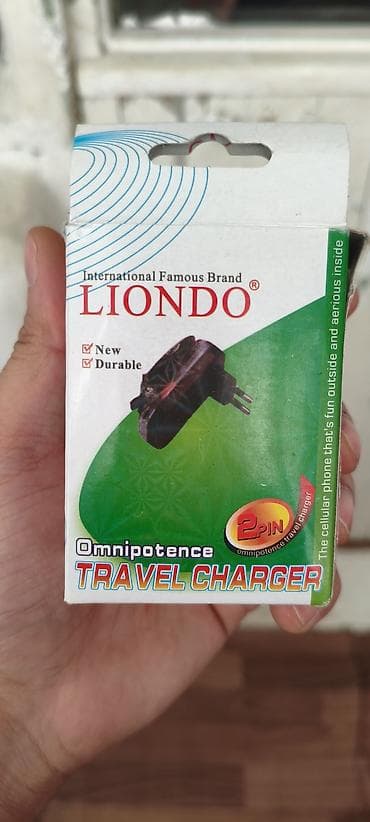 International Famous Brand
LIONDO®
New
Durable
2PIN
omnipotence travel charger
Omnipotence
TRAVEL CHARGER
The cellular phone that's fun outside and aerious inside